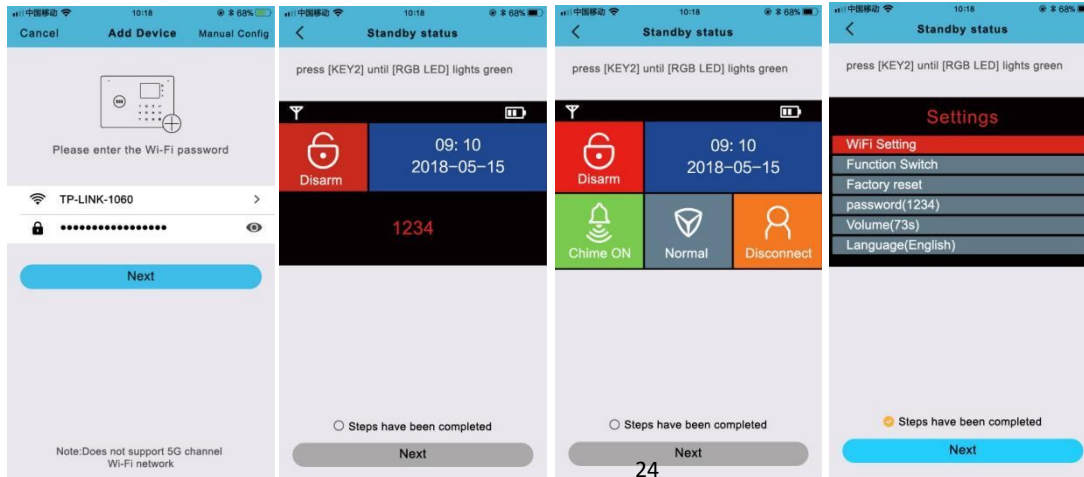 中国移动 10:18 68%
Cancel Add Device Manual Config
Please enter the Wi-Fi password
TP-LINK-1060
Next
Note:Does not support 5G channel
Wi-Fi network
中国移动 10:18 68%
Standby status
press [KEY2] until [RGB LED] lights green
Disarm
09: 10
2018-05-15
1234
Steps have been completed
Next
中国移动 10:18 68%
Standby status
press [KEY2] until [RGB LED] lights green
Disarm
09: 10
2018-05-15
Chime ON Normal Disconnect
Steps have been completed
Next
中国移动 10:18 68%
Standby status
press [KEY2] until [RGB LED] lights green
Settings
WiFi Setting
Function Switch
Factory reset
password(1234)
Volume(73s)
Language(English)
Steps have been completed
Next
24